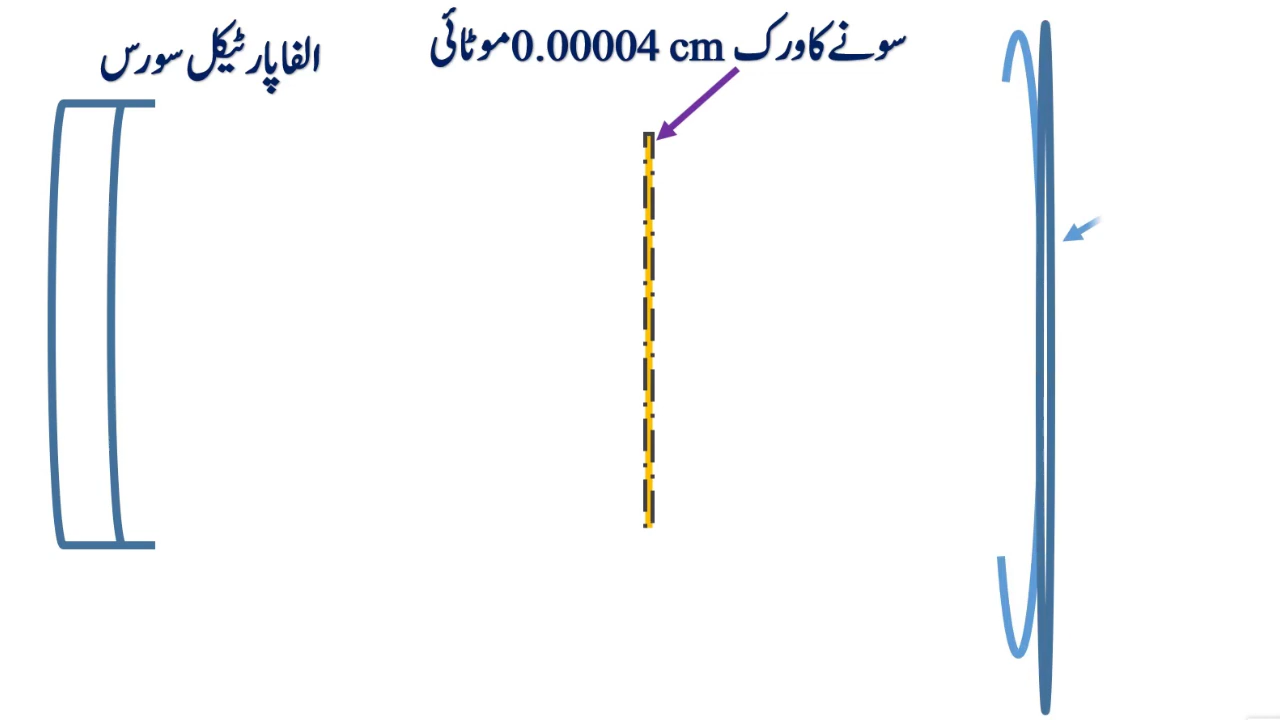 سونے کا ورک 0.00004 cm موٹائی
الفا پارٹیکل سورس